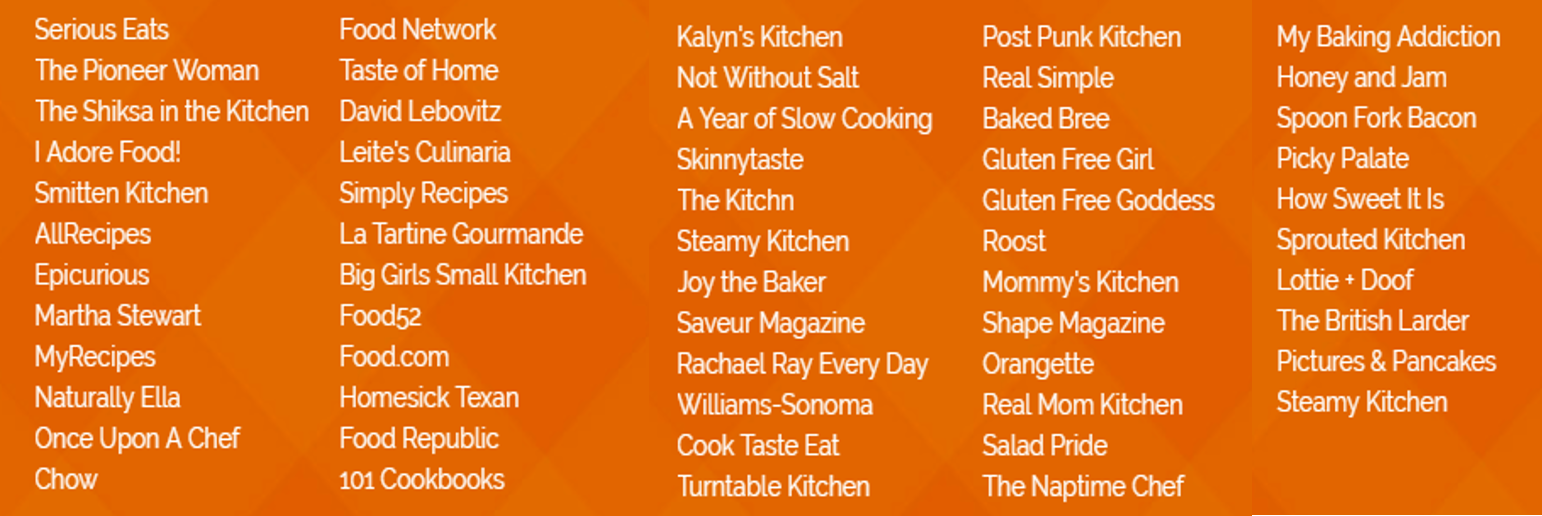 Serious Eats
The Pioneer Woman
The Shiksa in the Kitchen
I Adore Food!
Smitten Kitchen
AllRecipes
Epicurious
Martha Stewart
MyRecipes
Naturally Ella
Once Upon A Chef
Chow
Food Network
Taste of Home
David Lebovitz
Leite's Culinaria
Simply Recipes
La Tartine Gourmande
Big Girls Small Kitchen
Food52
Food.com
Homesick Texan
Food Republic
101 Cookbooks
Kalyn's Kitchen
Not Without Salt
A Year of Slow Cooking
Skinnytaste
The Kitchn
Steamy Kitchen
Joy the Baker
Saveur Magazine
Rachael Ray Every Day
Williams-Sonoma
Cook Taste Eat
Turntable Kitchen
Post Punk Kitchen
Real Simple
Baked Bree
Gluten Free Girl
Gluten Free Goddess
Roost
Mommy's Kitchen
Shape Magazine
Orangette
Real Mom Kitchen
Salad Pride
The Naptime Chef
My Baking Addiction
Honey and Jam
Spoon Fork Bacon
Picky Palate
How Sweet It Is
Sprouted Kitchen
Lottie + Doof
The British Larder
Pictures & Pancakes
Steamy Kitchen